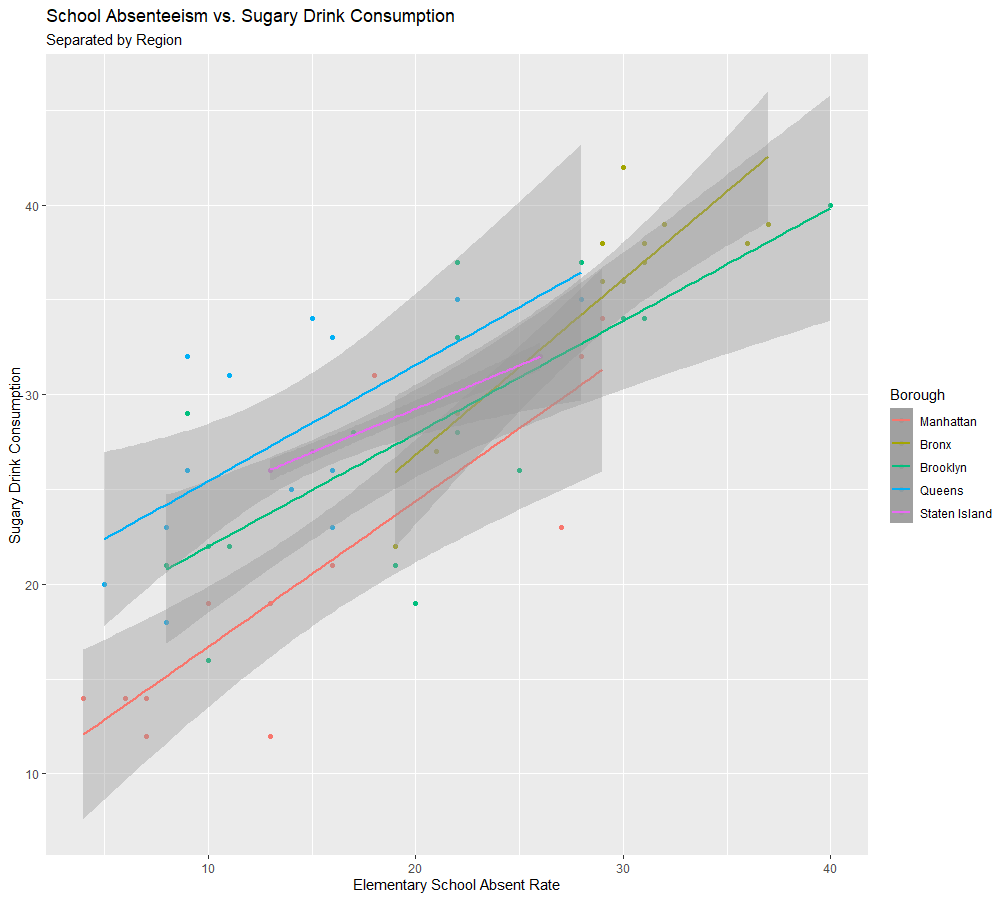 School Absenteeism vs. Sugary Drink Consumption
Separated by Region
Sugary Drink Consumption
40
30
20
10
10 20 30 40
Elementary School Absent Rate
Borough
Manhattan
Bronx
Brooklyn
Queens
Staten Island